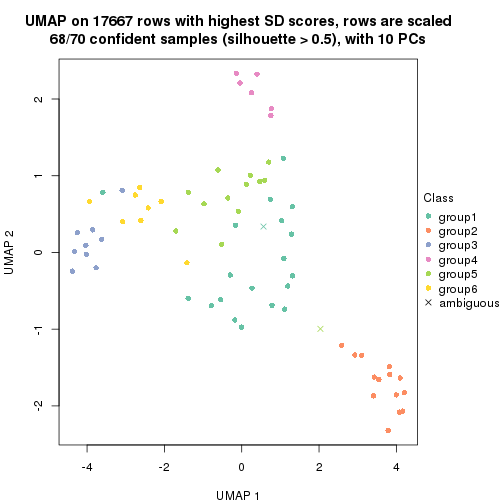 UMAP on 17667 rows with highest SD scores, rows are scaled
68/70 confident samples (silhouette > 0.5), with 10 PCs
2
1
0
-1
-2
UMAP 2
-4
-2
0
2
4
UMAP 1
Class
group1
group2
group3
group4
group5
group6
ambiguous